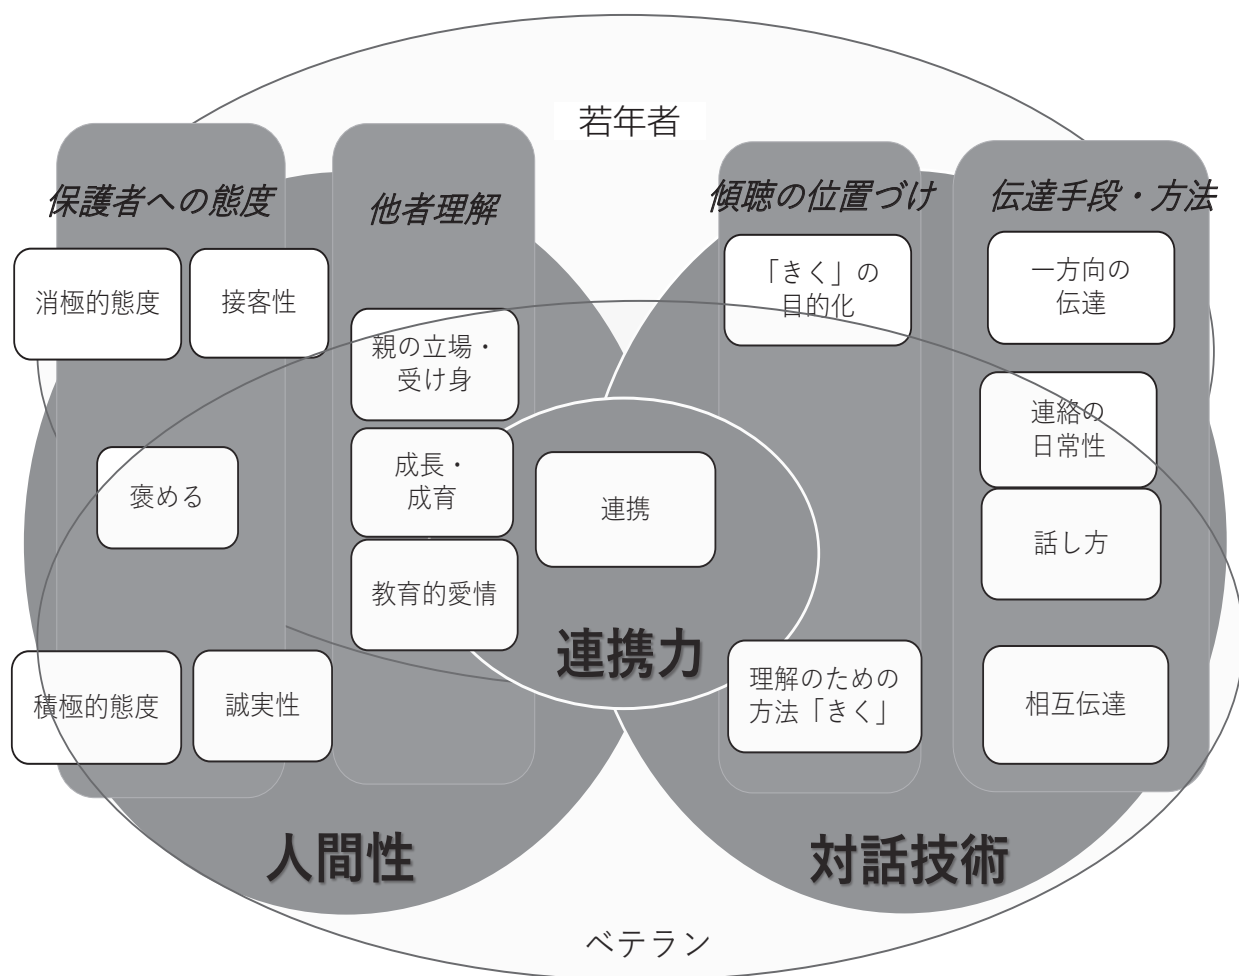 若年者
保護者への態度
他者理解
傾聴の位置づけ
伝達手段・方法
消極的態度
接客性
親の立場・
受け身
「きく」の
目的化
一方向の
伝達
連絡の
日常性
褒める
成長・
成育
連携
話し方
教育的愛情
連携力
積極的態度
誠実性
理解のための
方法「きく」
相互伝達
人間性
対話技術
ベテラン